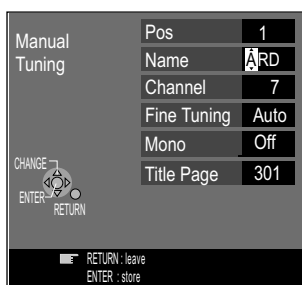 Manual
Tuning
Pos 1
Name ARD
Channel 7
Fine Tuning Auto
Mono Off
Title Page 301
CHANGE
ENTER
RETURN
RETURN : leave
ENTER : store